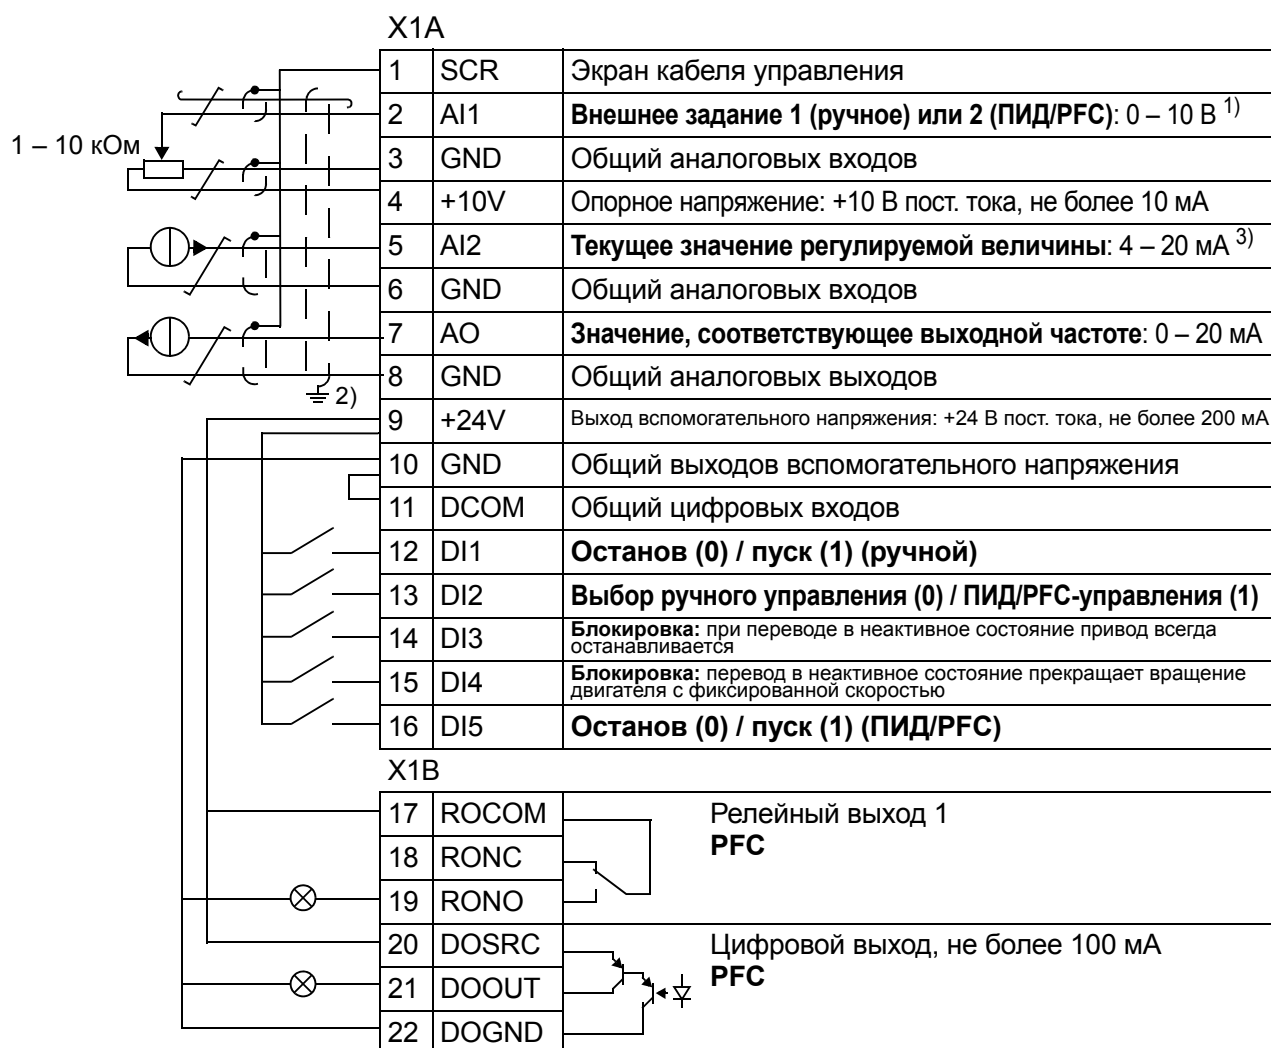 X1A
1 SCR Экран кабеля управления
2 AI1 Внешнее задание 1 (ручное) или 2 (ПИД/PFC): 0 – 10 В 1)
1 – 10 кОм
3 GND Общий аналоговых входов
4 +10V Опорное напряжение: +10 В пост. тока, не более 10 мА
5 AI2 Текущее значение регулируемой величины: 4 – 20 мА 3)
6 GND Общий аналоговых входов
7 AO Значение, соответствующее выходной частоте: 0 – 20 мА
8 GND Общий аналоговых выходов
2)
9 +24V Выход вспомогательного напряжения: +24 В пост. тока, не более 200 мА
10 GND Общий выходов вспомогательного напряжения
11 DCOM Общий цифровых входов
12 DI1 Останов (0) / пуск (1) (ручной)
13 DI2 Выбор ручного управления (0) / ПИД/PFC-управления (1)
14 DI3 Блокировка: при переводе в неактивное состояние привод всегда
останавливается
15 DI4 Блокировка: перевод в неактивное состояние прекращает вращение
двигателя с фиксированной скоростью
16 DI5 Останов (0) / пуск (1) (ПИД/PFC)
X1B
17 ROCOM Релейный выход 1
PFC
18 RONC
19 RONO
20 DOSRC Цифровой выход, не более 100 мА
PFC
21 DOOUT
22 DOGND